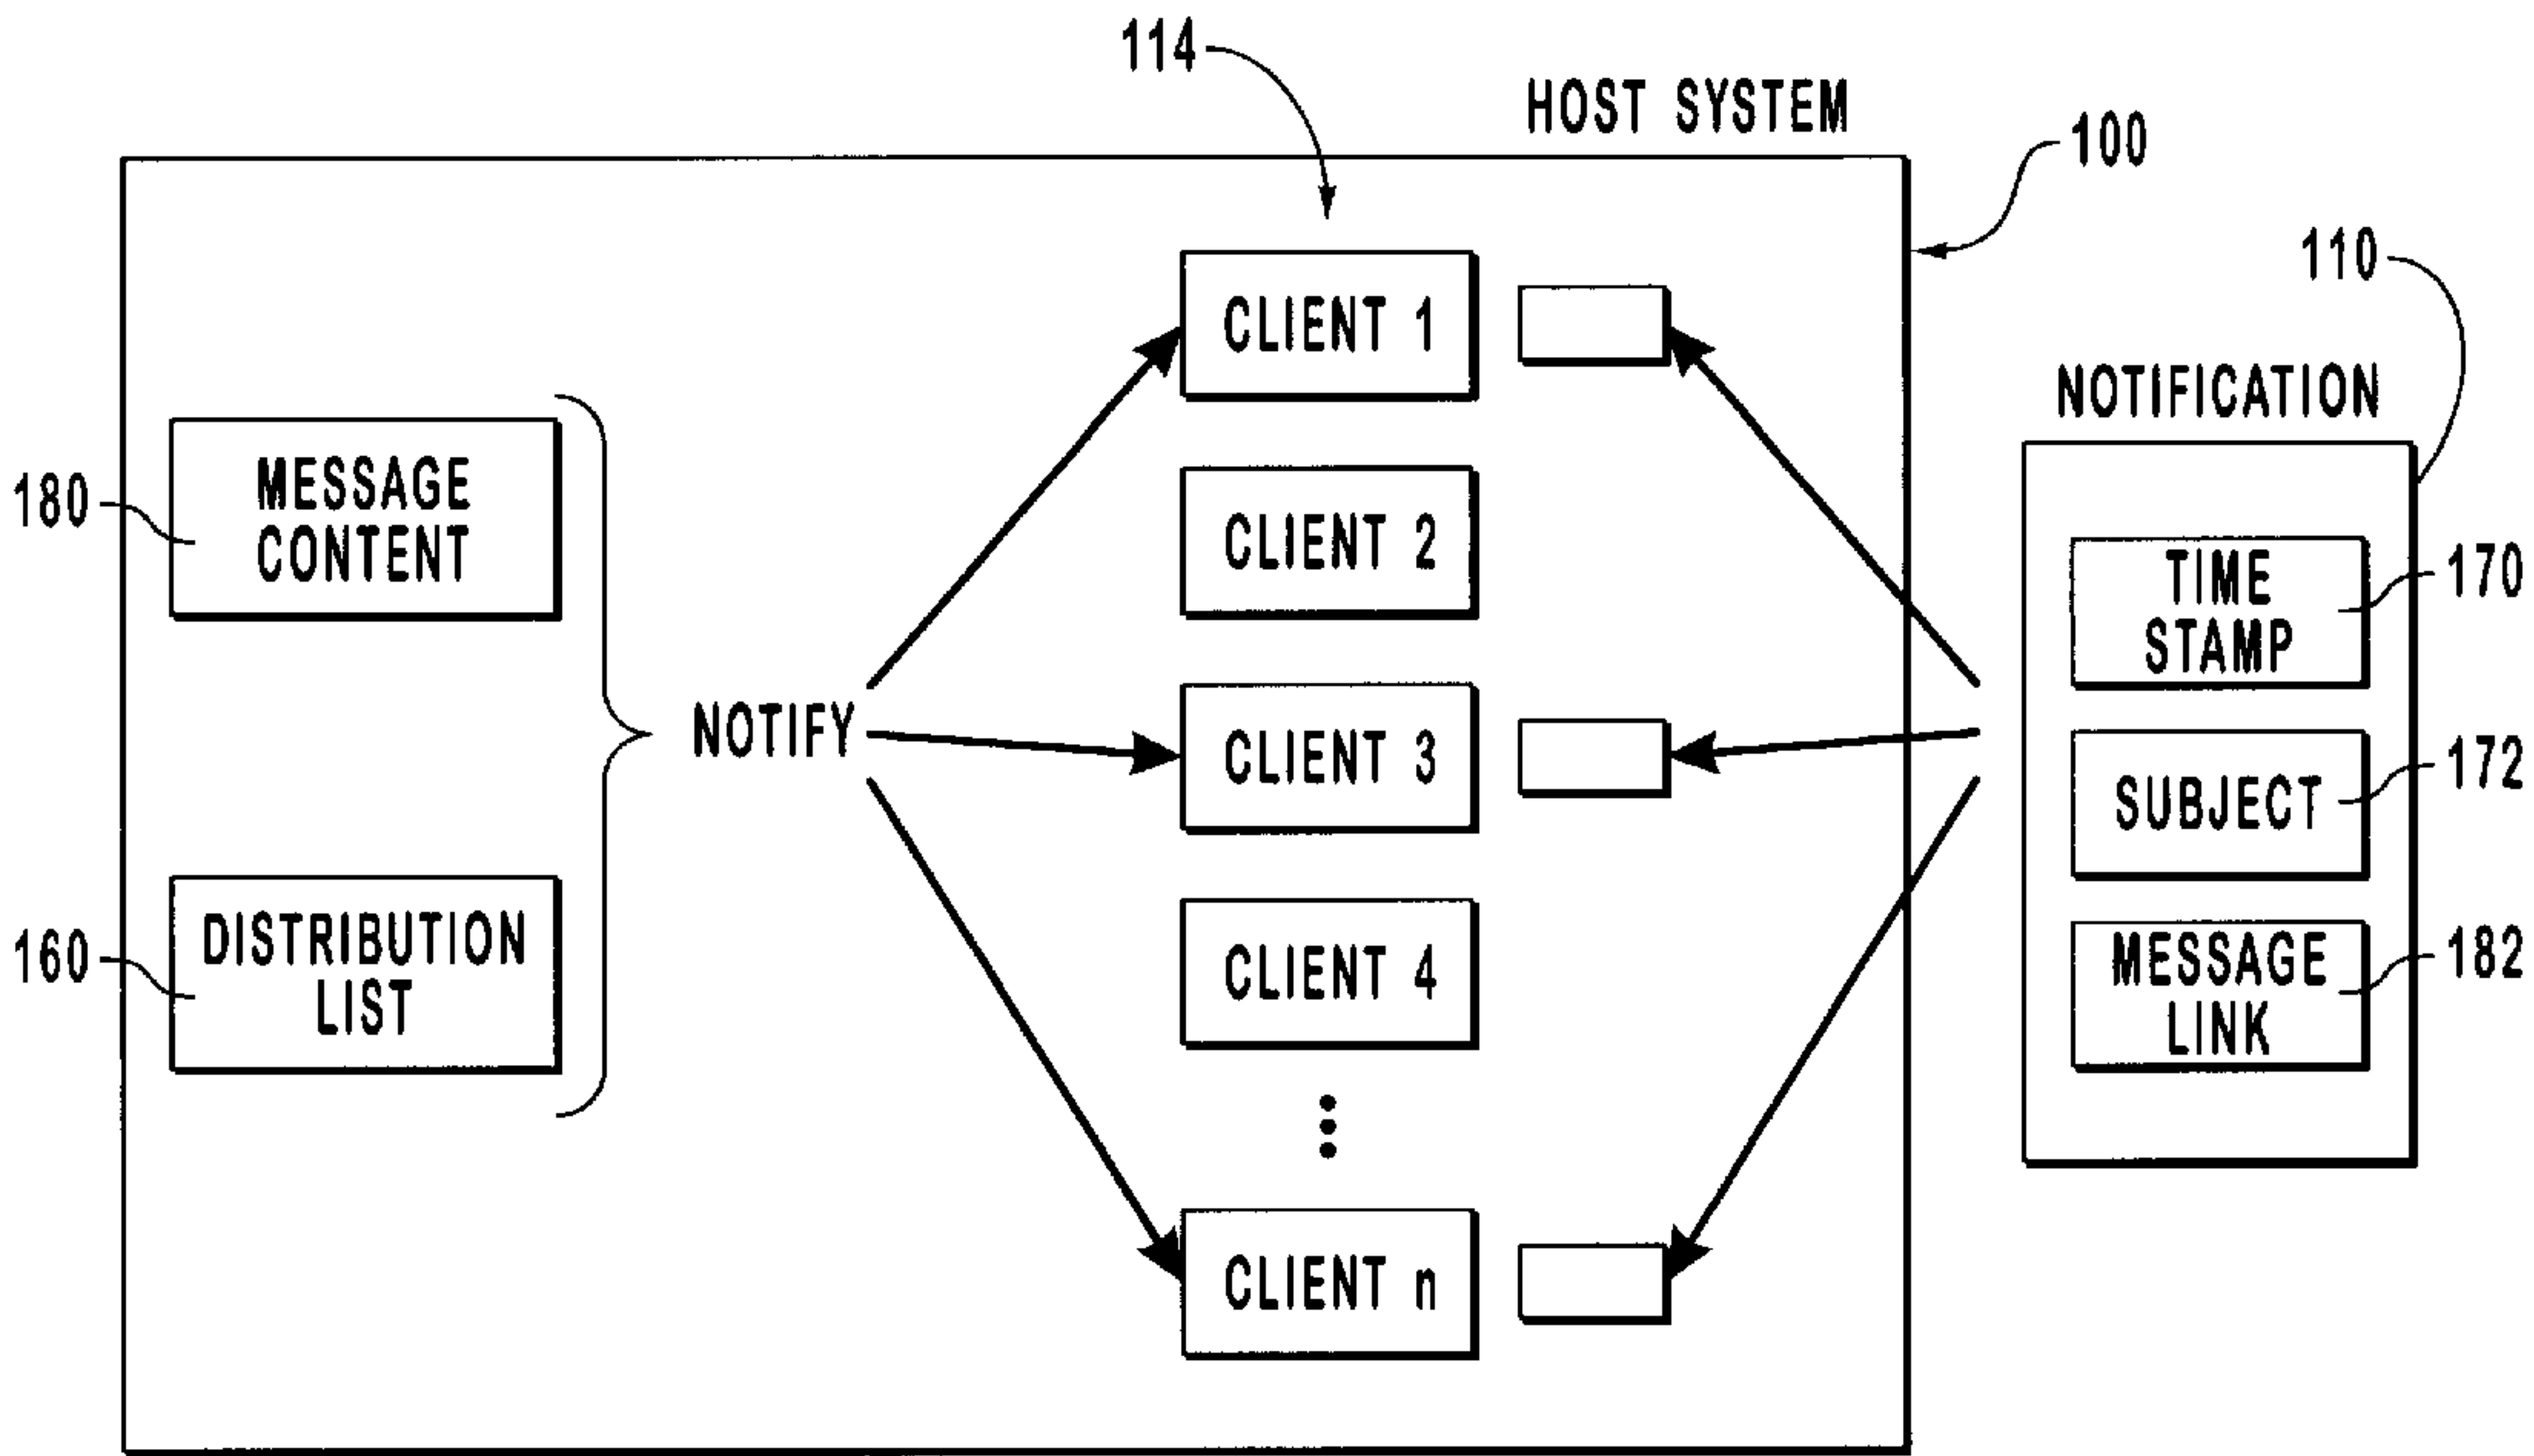 114
HOST SYSTEM
100
110
CLIENT 1
NOTIFICATION
180
MESSAGE
CONTENT
CLIENT 2
TIME
STAMP
170
NOTIFY
CLIENT 3
SUBJECT
172
160
DISTRIBUTION
LIST
CLIENT 4
MESSAGE
LINK
182
CLIENT n